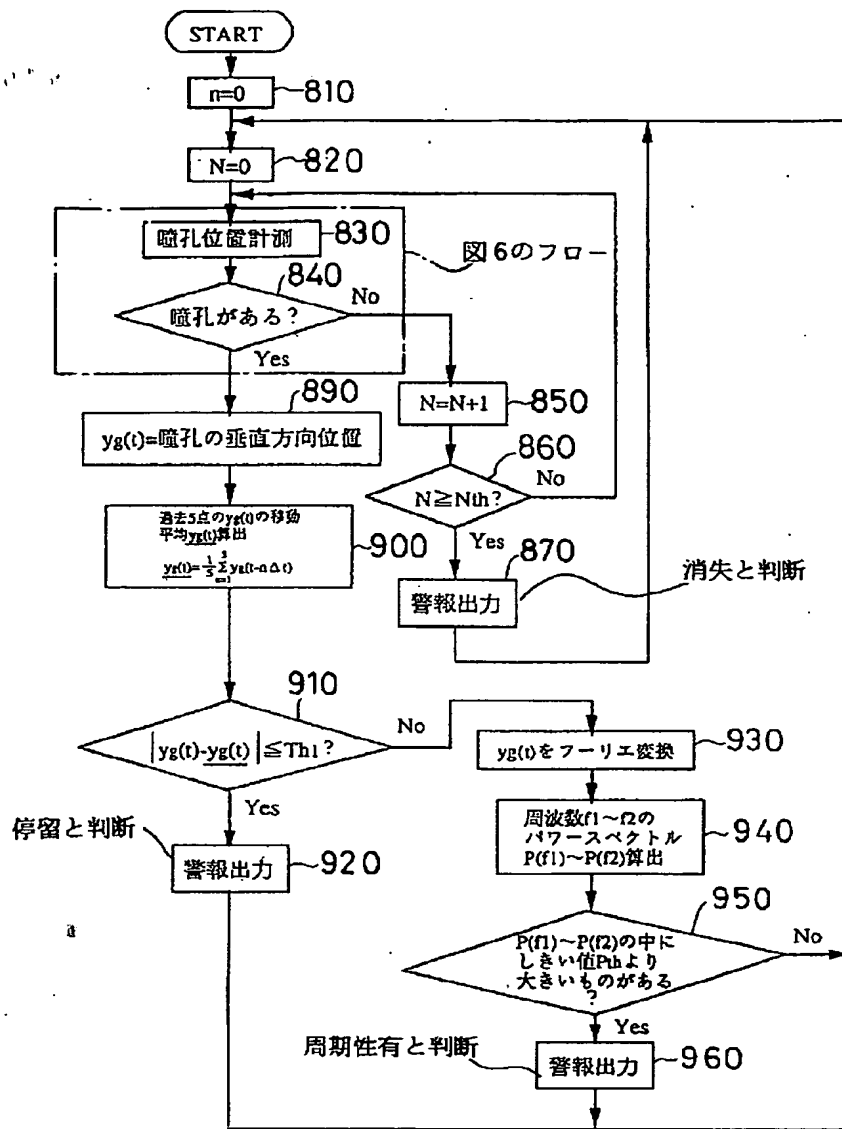 START
n=0
810
N=0
820
噴孔位置計測
830
図6のフロー
840
噴孔がある?
No
Yes
N=N+1
850
890
yg(t)=噴孔の垂直方向位置
860
N≧Nth?
No
Yes
過去5点のyg(t)の移動
平均yg(t)算出
900
870
警報出力
消失と判断
910
|yg(t)-yg(t)|≦Th1?
No
Yes
yg(t)をフーリエ変換
930
停留と判断
警報出力
920
周波数f1~f2の
パワースペクトル
P(f1)~P(f2)算出
940
950
P(f1)~P(f2)の中に
しきい値Pthより
大きいものがある
?
No
Yes
周期性有と判断
警報出力
960